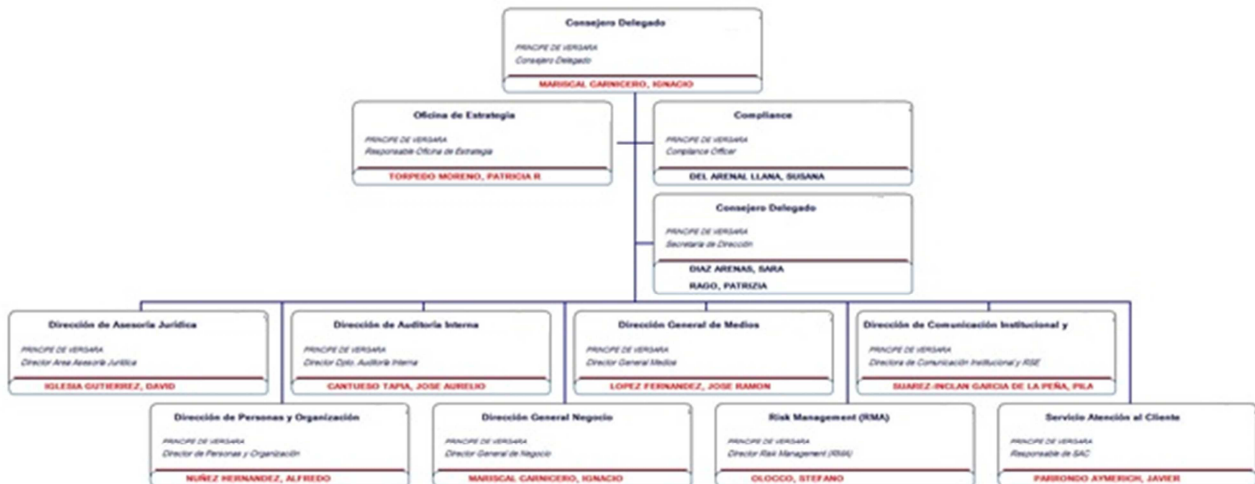 Consejero Delegado
PRINCIPE DE VERGARA
Consejero Delegado
MARISCAL CARNICERO, IGNACIO
Oficina de Estrategia
PRINCIPE DE VERGARA
Responsable Oficina de Estrategia
TORPEDO MORENO, PATRICIA R
Compliance
PRINCIPE DE VERGARA
Compliance Officer
DEL ARENAL LLANA, SUSANA
Consejero Delegado
PRINCIPE DE VERGARA
Secretaria de Dirección
DIAZ ARENAS, SARA
RAGO, PATRIZIA
Dirección de Asesoría Jurídica
PRINCIPE DE VERGARA
Director Area Asesoría Jurídica
IGLESIA GUTIERREZ, DAVID
Dirección de Auditoría Interna
PRINCIPE DE VERGARA
Director Dpto. Auditoría Interna
CANTUESO TAPIA, JOSE AURELIO
Dirección General de Medios
PRINCIPE DE VERGARA
Director General Medios
LOPEZ FERNANDEZ, JOSE RAMON
Dirección de Comunicación Institucional y
PRINCIPE DE VERGARA
Directora de Comunicación Institucional y RSE
SUAREZ-INCLAN GARCIA DE LA PEÑA, PILA
Dirección de Personas y Organización
PRINCIPE DE VERGARA
Director de Personas y Organización
NUÑEZ HERNANDEZ, ALFREDO
Dirección General Negocio
PRINCIPE DE VERGARA
Director General de Negocio
MARISCAL CARNICERO, IGNACIO
Risk Management (RMA)
PRINCIPE DE VERGARA
Director Risk Management (RMA)
OLOCCO, STEFANO
Servicio Atención al Cliente
PRINCIPE DE VERGARA
Responsable de SAC
PARRONDO AYMERICH, JAVIER